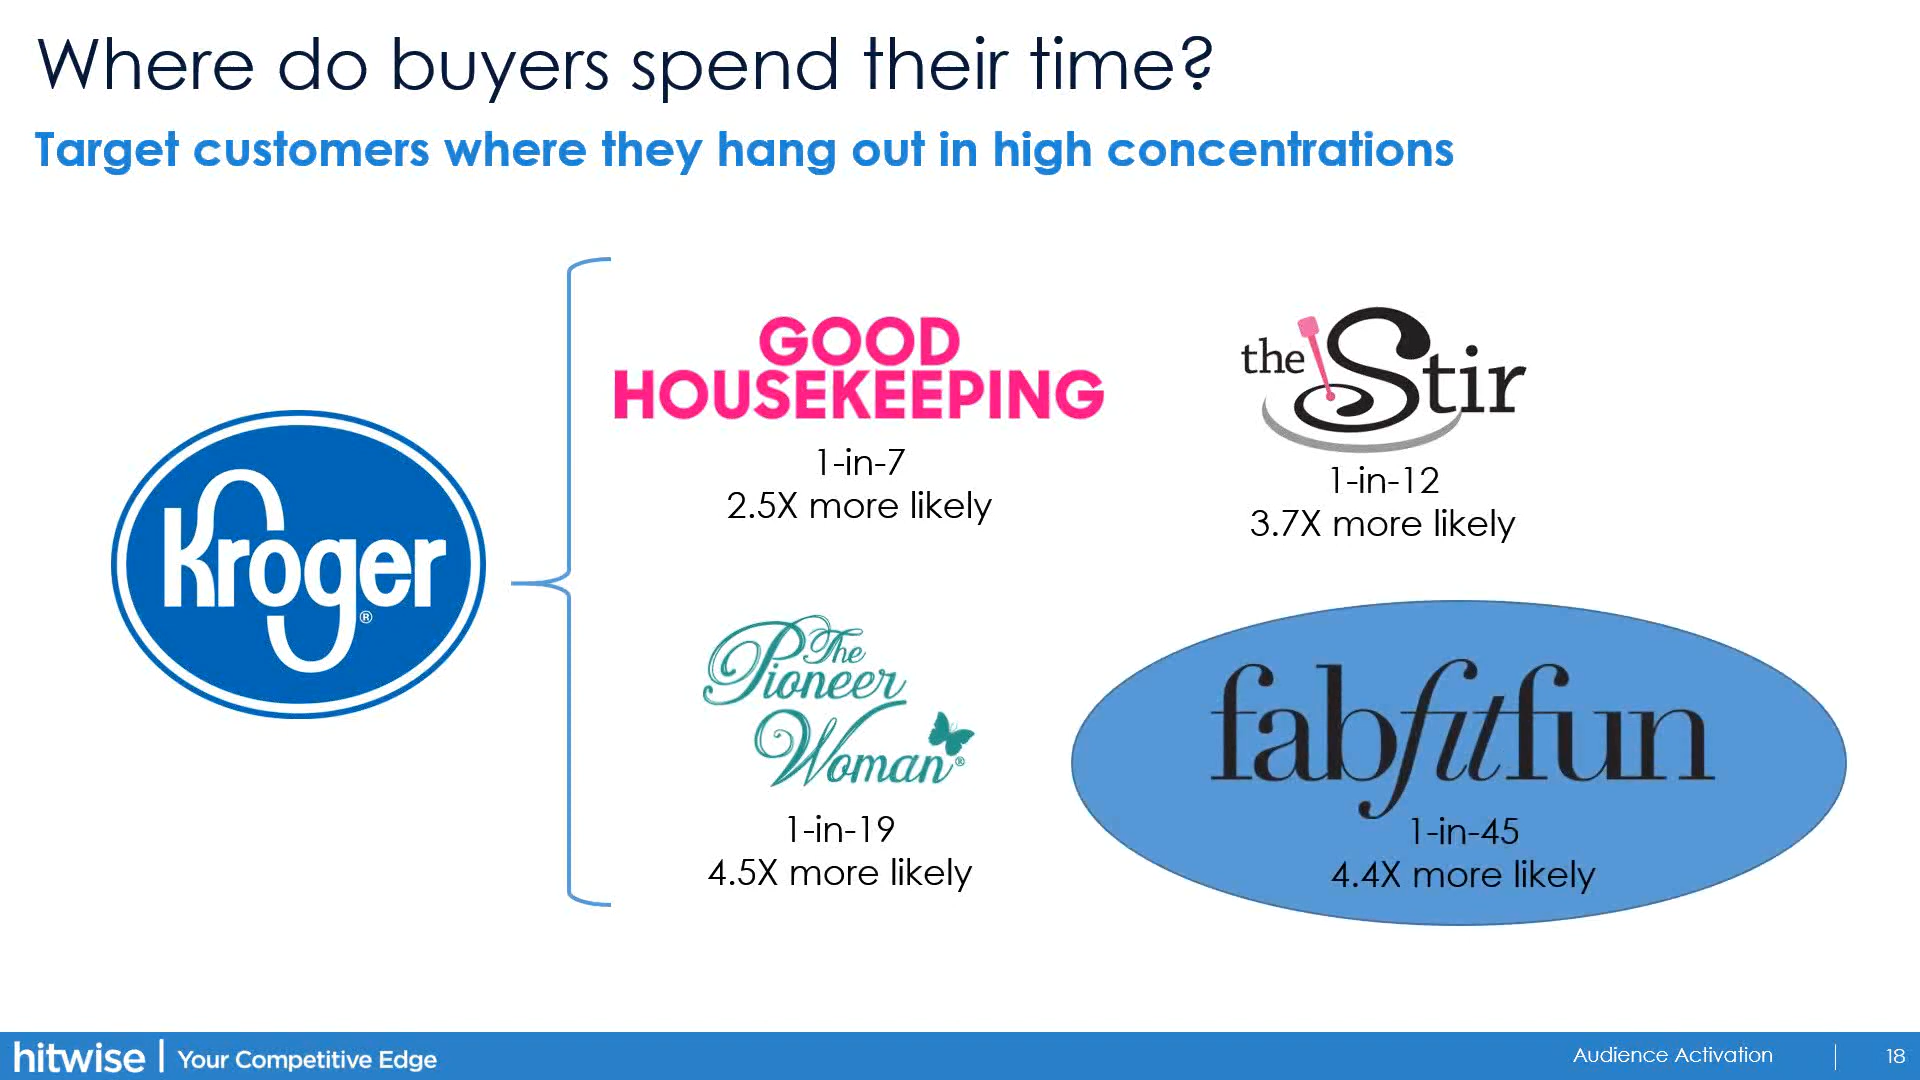 Where do buyers spend their time?
Target customers where they hang out in high concentrations
Kroger®
GOOD
HOUSEKEEPING
1-in-7
2.5X more likely
the Stir
1-in-12
3.7X more likely
The
Pioneer
Woman®
1-in-19
4.5X more likely
fabfitfun
1-in-45
4.4X more likely
hitwise | Your Competitive Edge
Audience Activation | 18